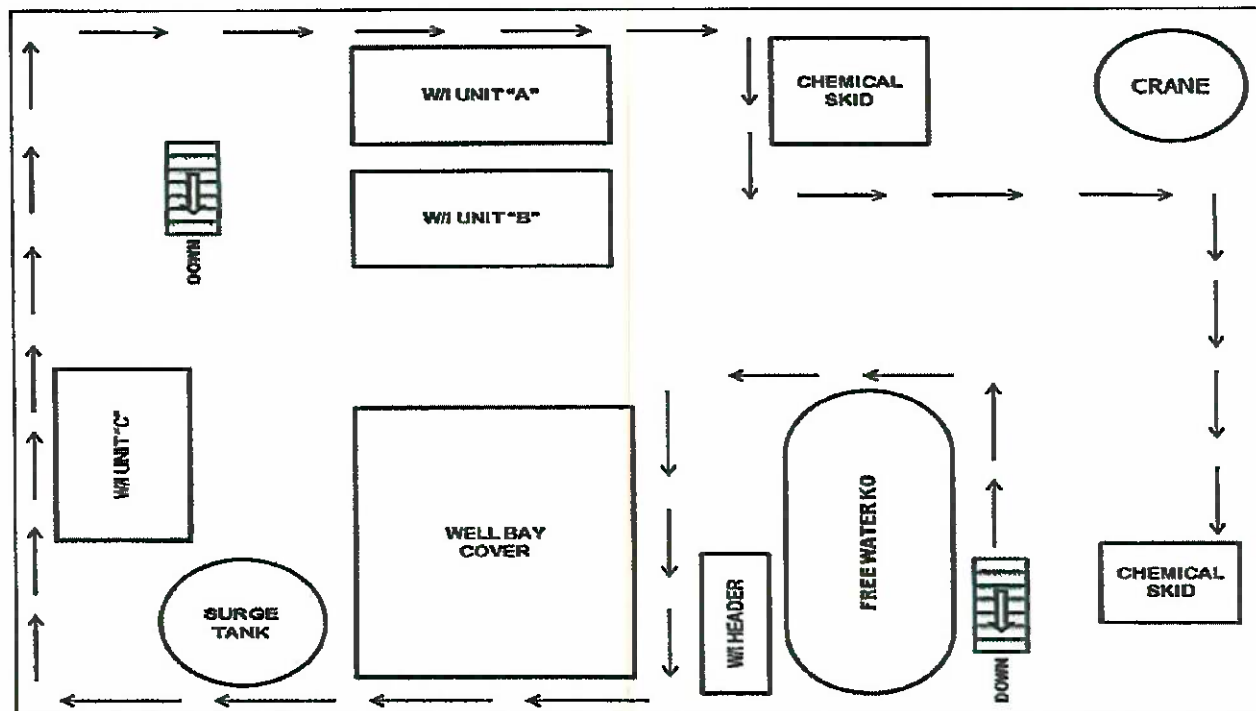 W/I UNIT "A"
CHEMICAL
SKID
CRANE
W/I UNIT "B"
DOWN
W/I UNIT "C"
WELL BAY
COVER
FREE WATER KO
SURGE
TANK
W/I HEADER
CHEMICAL
SKID
DOWN